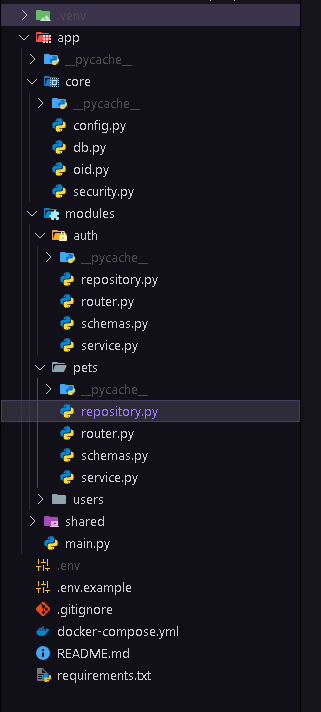 .venv
app
__pycache__
core
__pycache__
config.py
db.py
oid.py
security.py
modules
auth
__pycache__
repository.py
router.py
schemas.py
service.py
pets
__pycache__
repository.py
router.py
schemas.py
service.py
users
shared
main.py
.env
.env.example
.gitignore
docker-compose.yml
README.md
requirements.txt